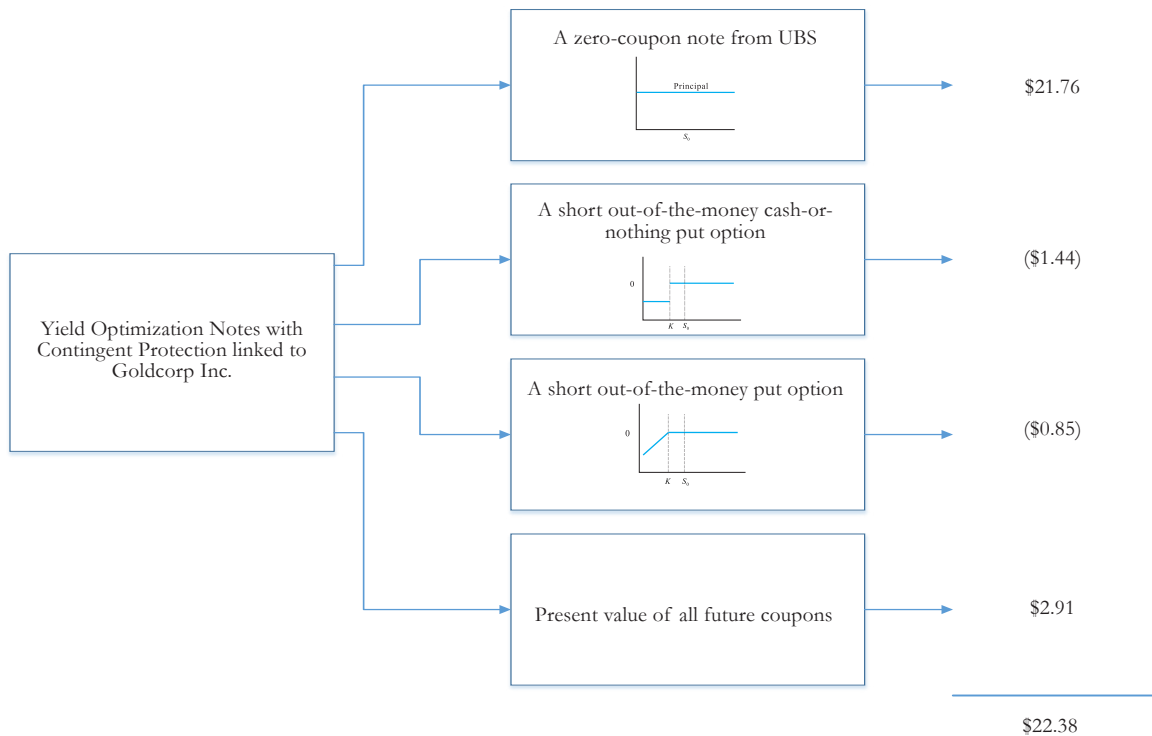 A zero-coupon note from UBS
Principal
S₀
$21.76
A short out-of-the-money cash-or-
nothing put option
0
K S₀
($1.44)
Yield Optimization Notes with
Contingent Protection linked to
Goldcorp Inc.
A short out-of-the-money put option
0
K S₀
($0.85)
Present value of all future coupons
$2.91
$22.38